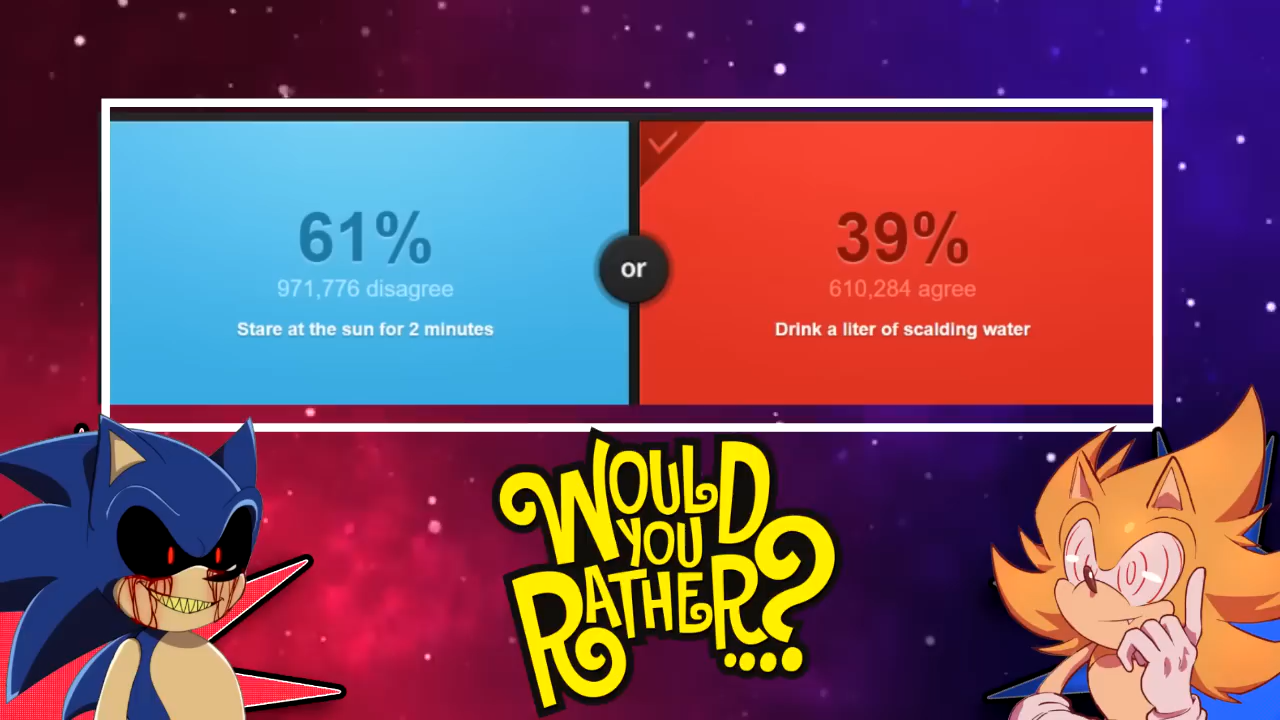 61%
971,776 disagree
Stare at the sun for 2 minutes
or
39%
610,284 agree
Drink a liter of scalding water
WOULD
YOU
RATHER...?